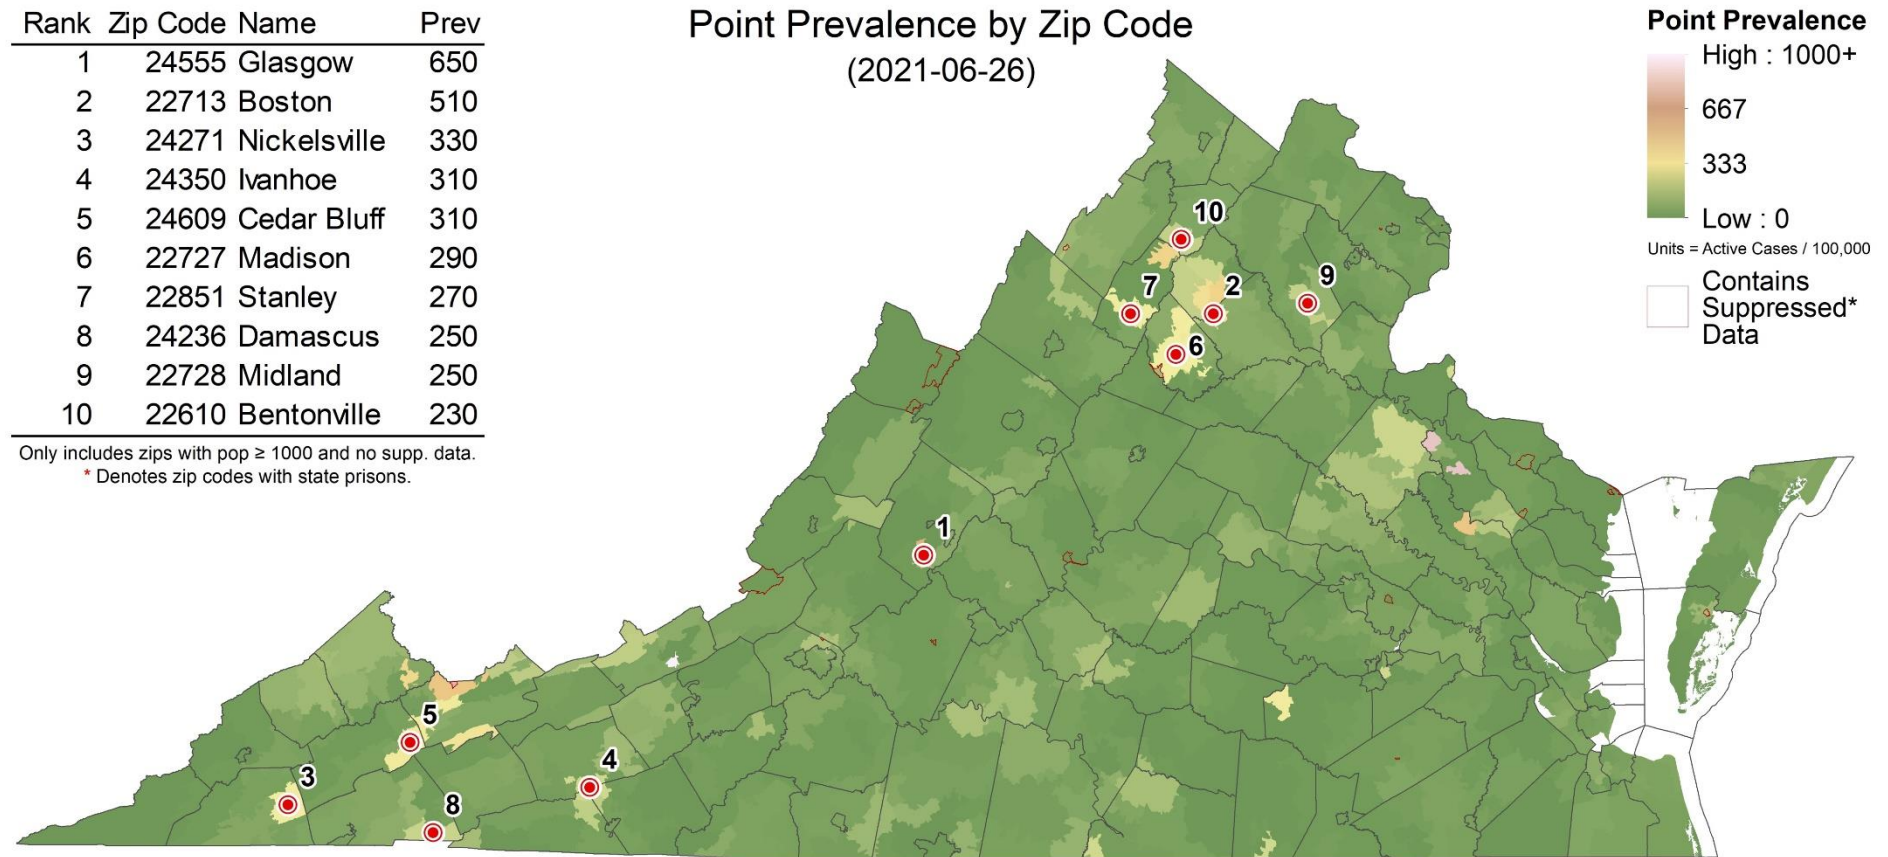 Rank Zip Code Name Prev
1 24555 Glasgow 650
2 22713 Boston 510
3 24271 Nickelsville 330
4 24350 Ivanhoe 310
5 24609 Cedar Bluff 310
6 22727 Madison 290
7 22851 Stanley 270
8 24236 Damascus 250
9 22728 Midland 250
10 22610 Bentonville 230
Only includes zips with pop ≥ 1000 and no supp. data.
* Denotes zip codes with state prisons.
Point Prevalence by Zip Code
(2021-06-26)
Point Prevalence
High : 1000+
667
333
Low : 0
Units = Active Cases / 100,000
Contains
Suppressed*
Data
10
7
2
9
6
1
5
3
4
8